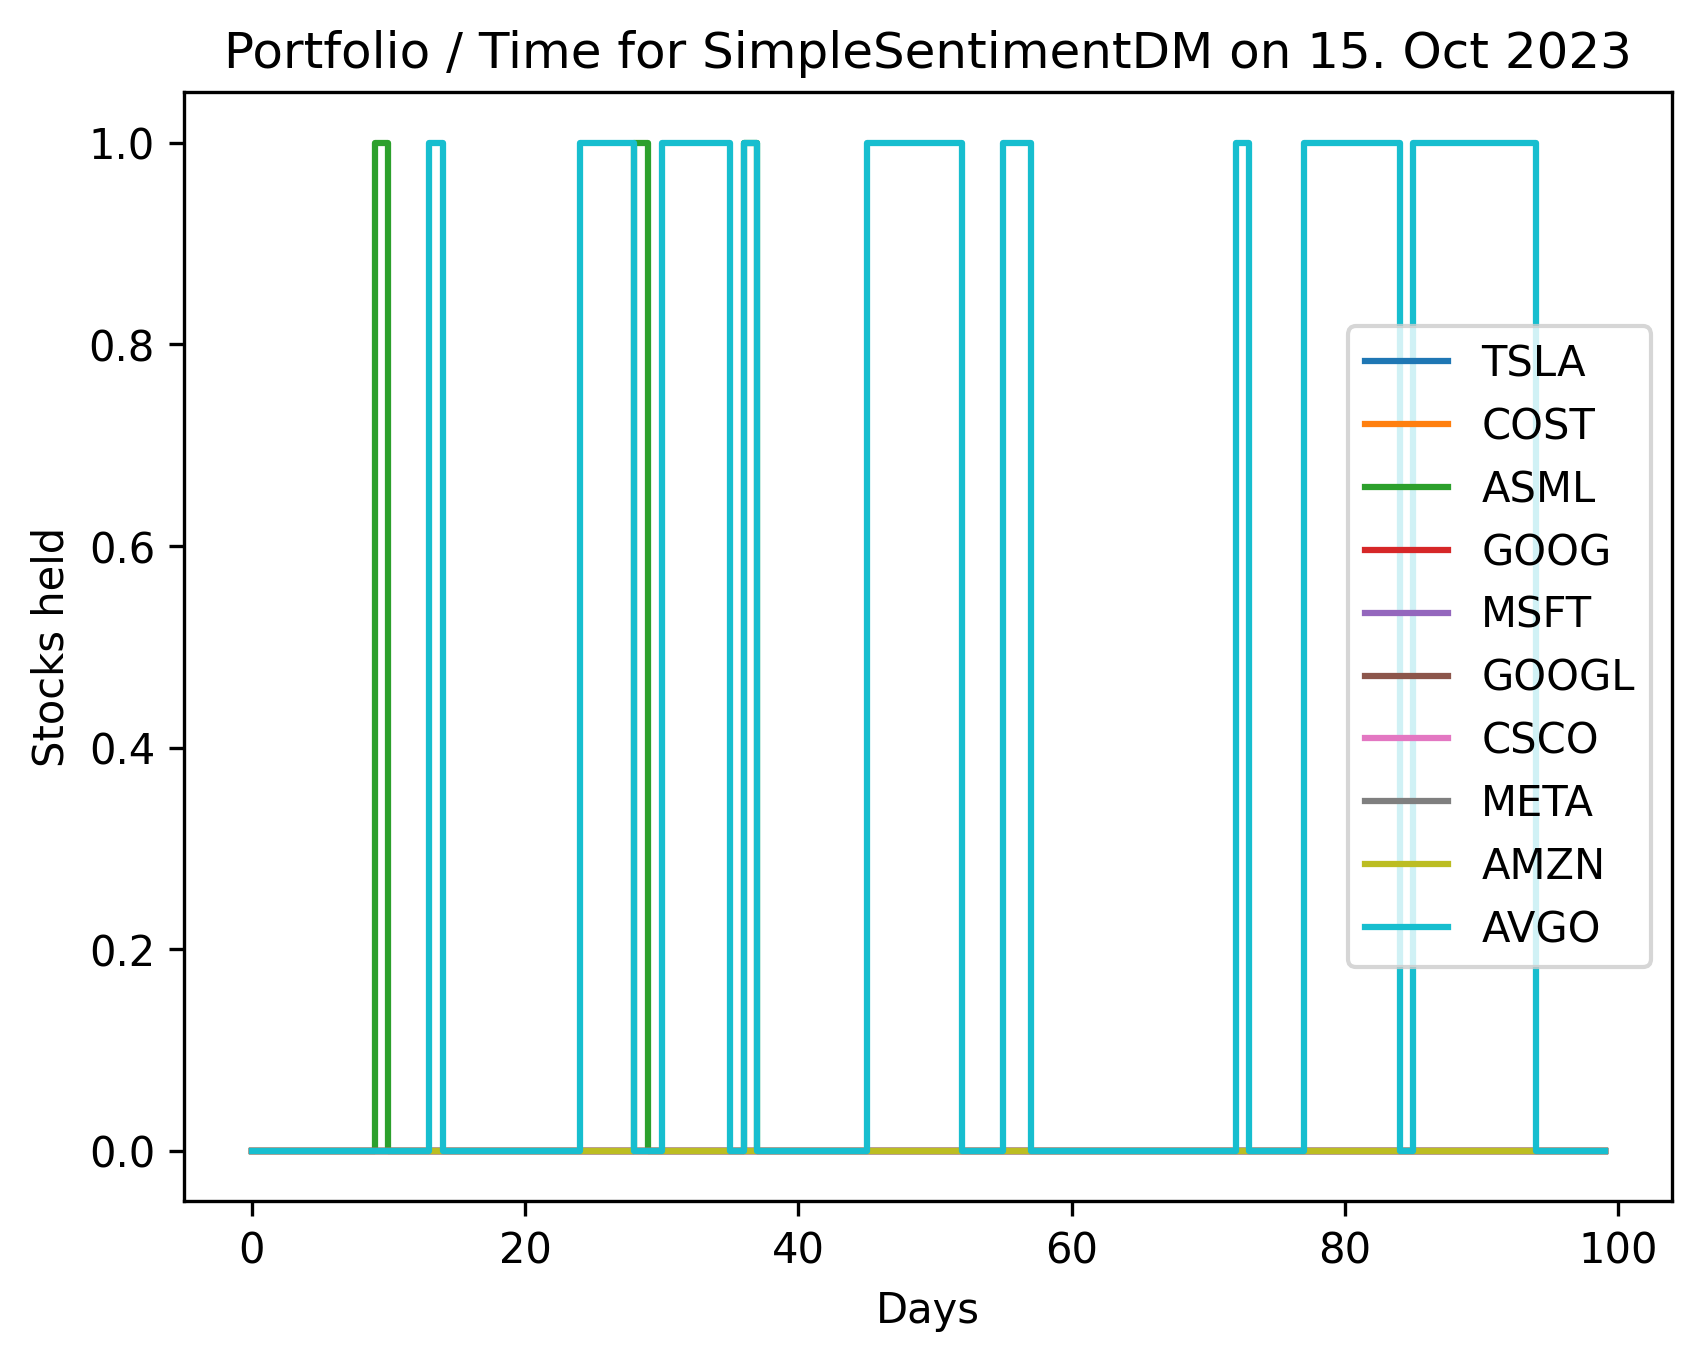 Portfolio / Time for SimpleSentimentDM on 15. Oct 2023
1.0
0.8
0.6
0.4
0.2
0.0
Stocks held
TSLA
COST
ASML
GOOG
MSFT
GOOGL
CSCO
META
AMZN
AVGO
0 20 40 60 80 100
Days